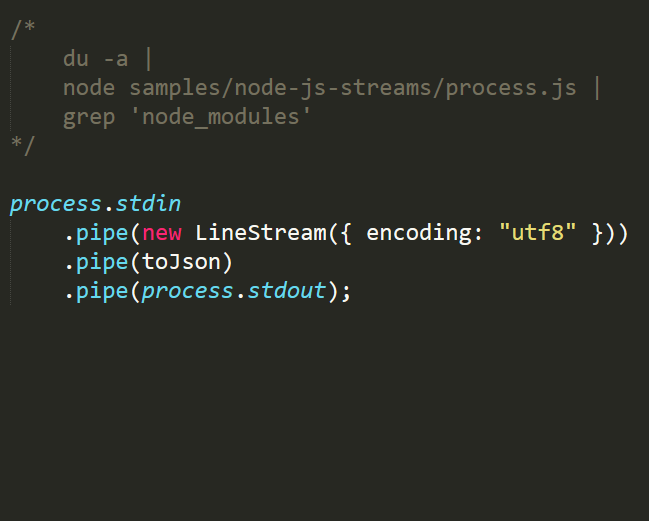 /*
    du -a |
    node samples/node-js-streams/process.js |
    grep 'node_modules'
*/

process.stdin
    .pipe(new LineStream({ encoding: "utf8" }))
    .pipe(toJson)
    .pipe(process.stdout);